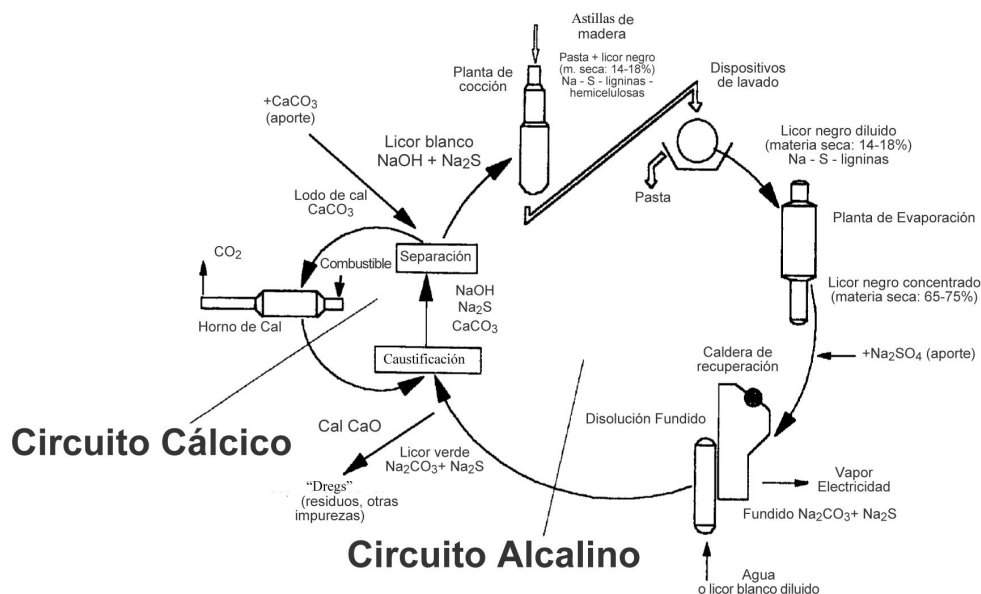 Astillas de
madera
Pasta + licor negro
(m. seca: 14-18%)
Na - S - ligninas -
hemicelulosas
Planta de
cocción
Dispositivos
de lavado
+CaCO3
(aporte)
Licor blanco
NaOH + Na2S
Licor negro diluido
(materia seca: 14-18%)
Na - S - ligninas
Pasta
Planta de Evaporación
Lodo de cal
CaCO3
CO2
Combustible
Separación
Licor negro concentrado
(materia seca: 65-75%)
NaOH
Na2S
CaCO3
Horno de Cal
Caustificación
Caldera de
recuperación
+Na2SO4 (aporte)
Disolución Fundido
Circuito Cálcico
Cal CaO
Licor verde
Na2CO3+ Na2S
Vapor
Electricidad
“Dregs”
(residuos, otras
impurezas)
Fundido Na2CO3+ Na2S
Circuito Alcalino
Agua
o licor blanco diluido